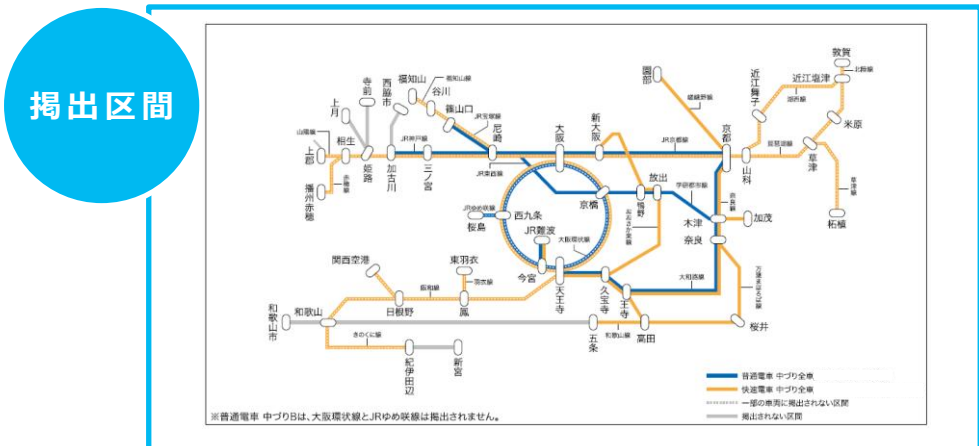 掲出区間
敦賀
北陸線
近江塩津
湖西線
近江舞子
米原
園部
嵯峨野線
京都
山科
琵琶湖線
草津
草津線
柘植
福知山
福知山線
谷川
篠山口
JR宝塚線
西脇市
寺前
上月
山陽線
相生
上郡
赤穂線
播州赤穂
姫路
加古川
JR神戸線
三ノ宮
尼崎
大阪
新大阪
JR京都線
JR東西線
放出
鴫野
学研都市線
京橋
おおさか東線
奈良線
木津
加茂
奈良
JRゆめ咲線
桜島
西九条
JR難波
大阪環状線
今宮
天王寺
久宝寺
王寺
大和路線
万葉まほろば線
関西空港
東羽衣
羽衣線
阪和線
日根野
鳳
和歌山市
和歌山
きのくに線
紀伊田辺
新宮
五条
和歌山線
高田
桜井
普通電車 中づり全車
快速電車 中づり全車
一部の車両に掲出されない区間
掲出されない区間
※普通電車 中づりBは、大阪環状線とJRゆめ咲線は掲出されません。